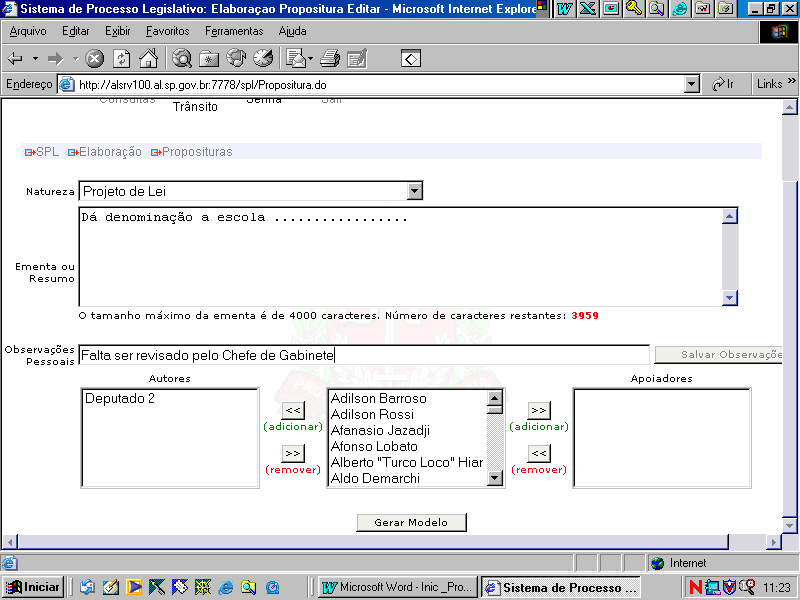 Sistema de Processo Legislativo: Elaboraçao Propositura Editar - Microsoft Internet Explore
Arquivo Editar Exibir Favoritos Ferramentas Ajuda
Endereço http://alsrv100.al.sp.gov.br:7778/spl/Propositura.do Ir Links »
Consultas Trânsito Senha Sair
SPL Elaboração Proposituras
Natureza Projeto de Lei
Dá denominação a escola .................
Ementa ou
Resumo
O tamanho máximo da ementa é de 4000 caracteres. Número de caracteres restantes: 3959
Observações
Pessoais
Falta ser revisado pelo Chefe de Gabinete
Salvar Observaçõe
Autores Apoiadores
Deputado 2
<<
(adicionar)
>>
(remover)
Adilson Barroso
Adilson Rossi
Afanasio Jazadji
Afonso Lobato
Alberto "Turco Loco" Hiar
Aldo Demarchi
>>
(adicionar)
<<
(remover)
Gerar Modelo
Internet
Iniciar Microsoft Word - Inic _Pro... Sistema de Processo ... 11:23